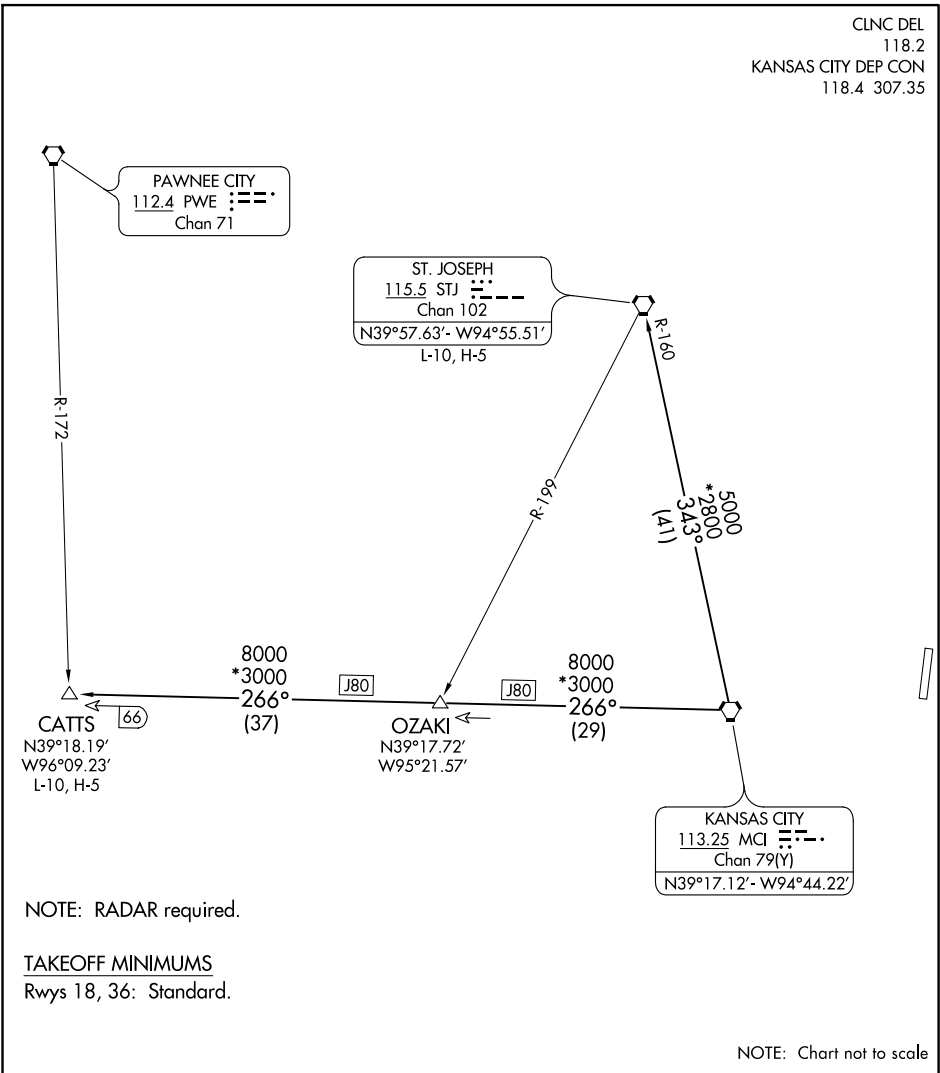 CLNC DEL
118.2
KANSAS CITY DEP CON
118.4 307.35
PAWNEE CITY
112.4 PWE
Chan 71
ST. JOSEPH
115.5 STJ
Chan 102
N39°57.63'- W94°55.51'
L-10, H-5
R-160
R-172
R-199
5000
*2800
343°
(41)
8000
*3000
266°
(37)
J80
J80
8000
*3000
266°
(29)
66
CATTS
N39°18.19'
W96°09.23'
L-10, H-5
OZAKI
N39°17.72'
W95°21.57'
KANSAS CITY
113.25 MCI
Chan 79(Y)
N39°17.12'- W94°44.22'
NOTE: RADAR required.
TAKEOFF MINIMUMS
Rwys 18, 36: Standard.
NOTE: Chart not to scale